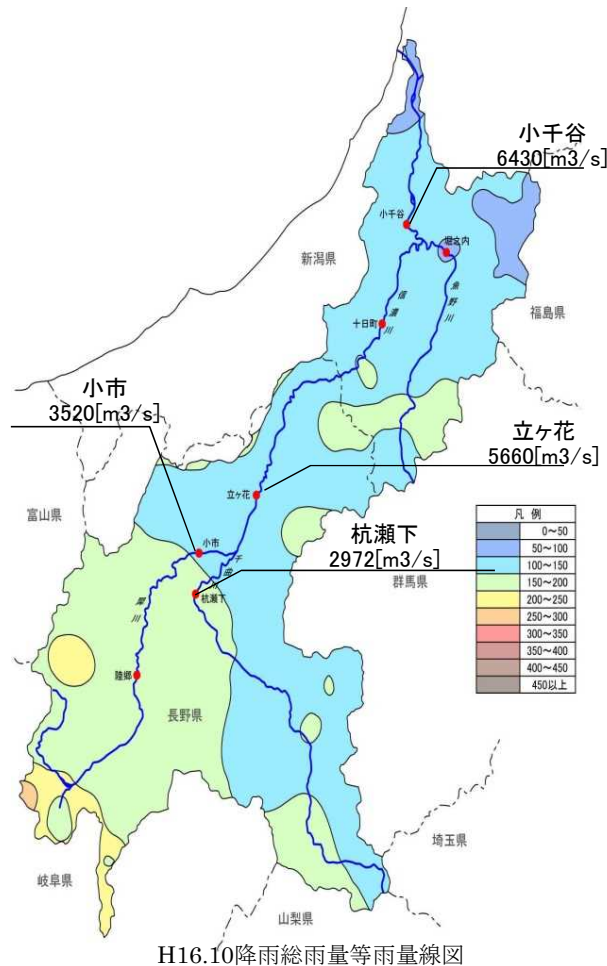 小千谷
6430[m3/s]
小千谷
堀之内
新潟県
信濃川
魚野川
福島県
十日町
小市
3520[m3/s]
立ヶ花
5660[m3/s]
立ヶ花
富山県
小市
千曲川
杭瀬下
2972[m3/s]
群馬県
杭瀬下
犀川
陸郷
長野県
凡 例
0〜50
50〜100
100〜150
150〜200
200〜250
250〜300
300〜350
350〜400
400〜450
450以上
埼玉県
岐阜県
山梨県
H16.10降雨総雨量等雨量線図